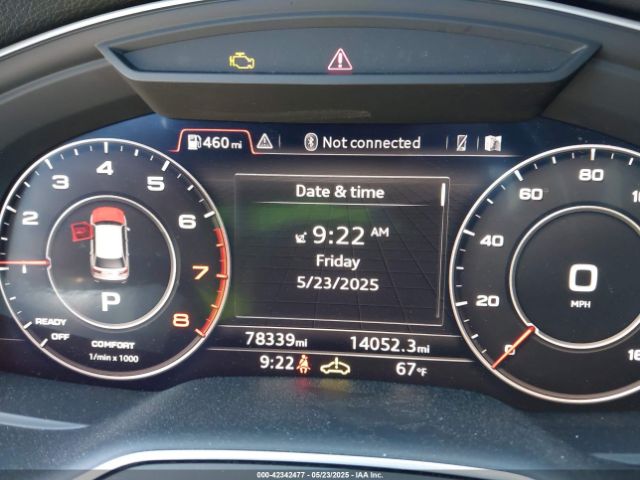 460 mi
Not connected
Date & time
9:22 AM
Friday
5/23/2025
1 2 3 4 5 6 7 8
P
READY
OFF
COMFORT
1/min x 1000
0 20 40 60 80
0
MPH
78339mi 14052.3mi
9:22 67°F
000-42342477 - 05/23/2025 - IAA Inc.